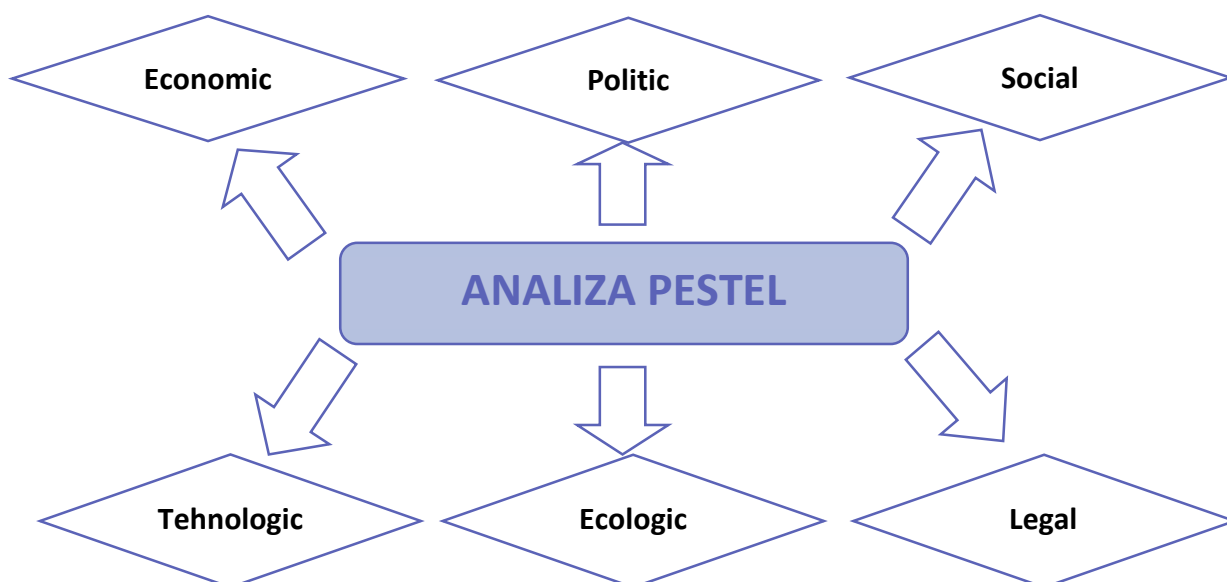 Economic
Politic
Social
ANALIZA PESTEL
Tehnologic
Ecologic
Legal